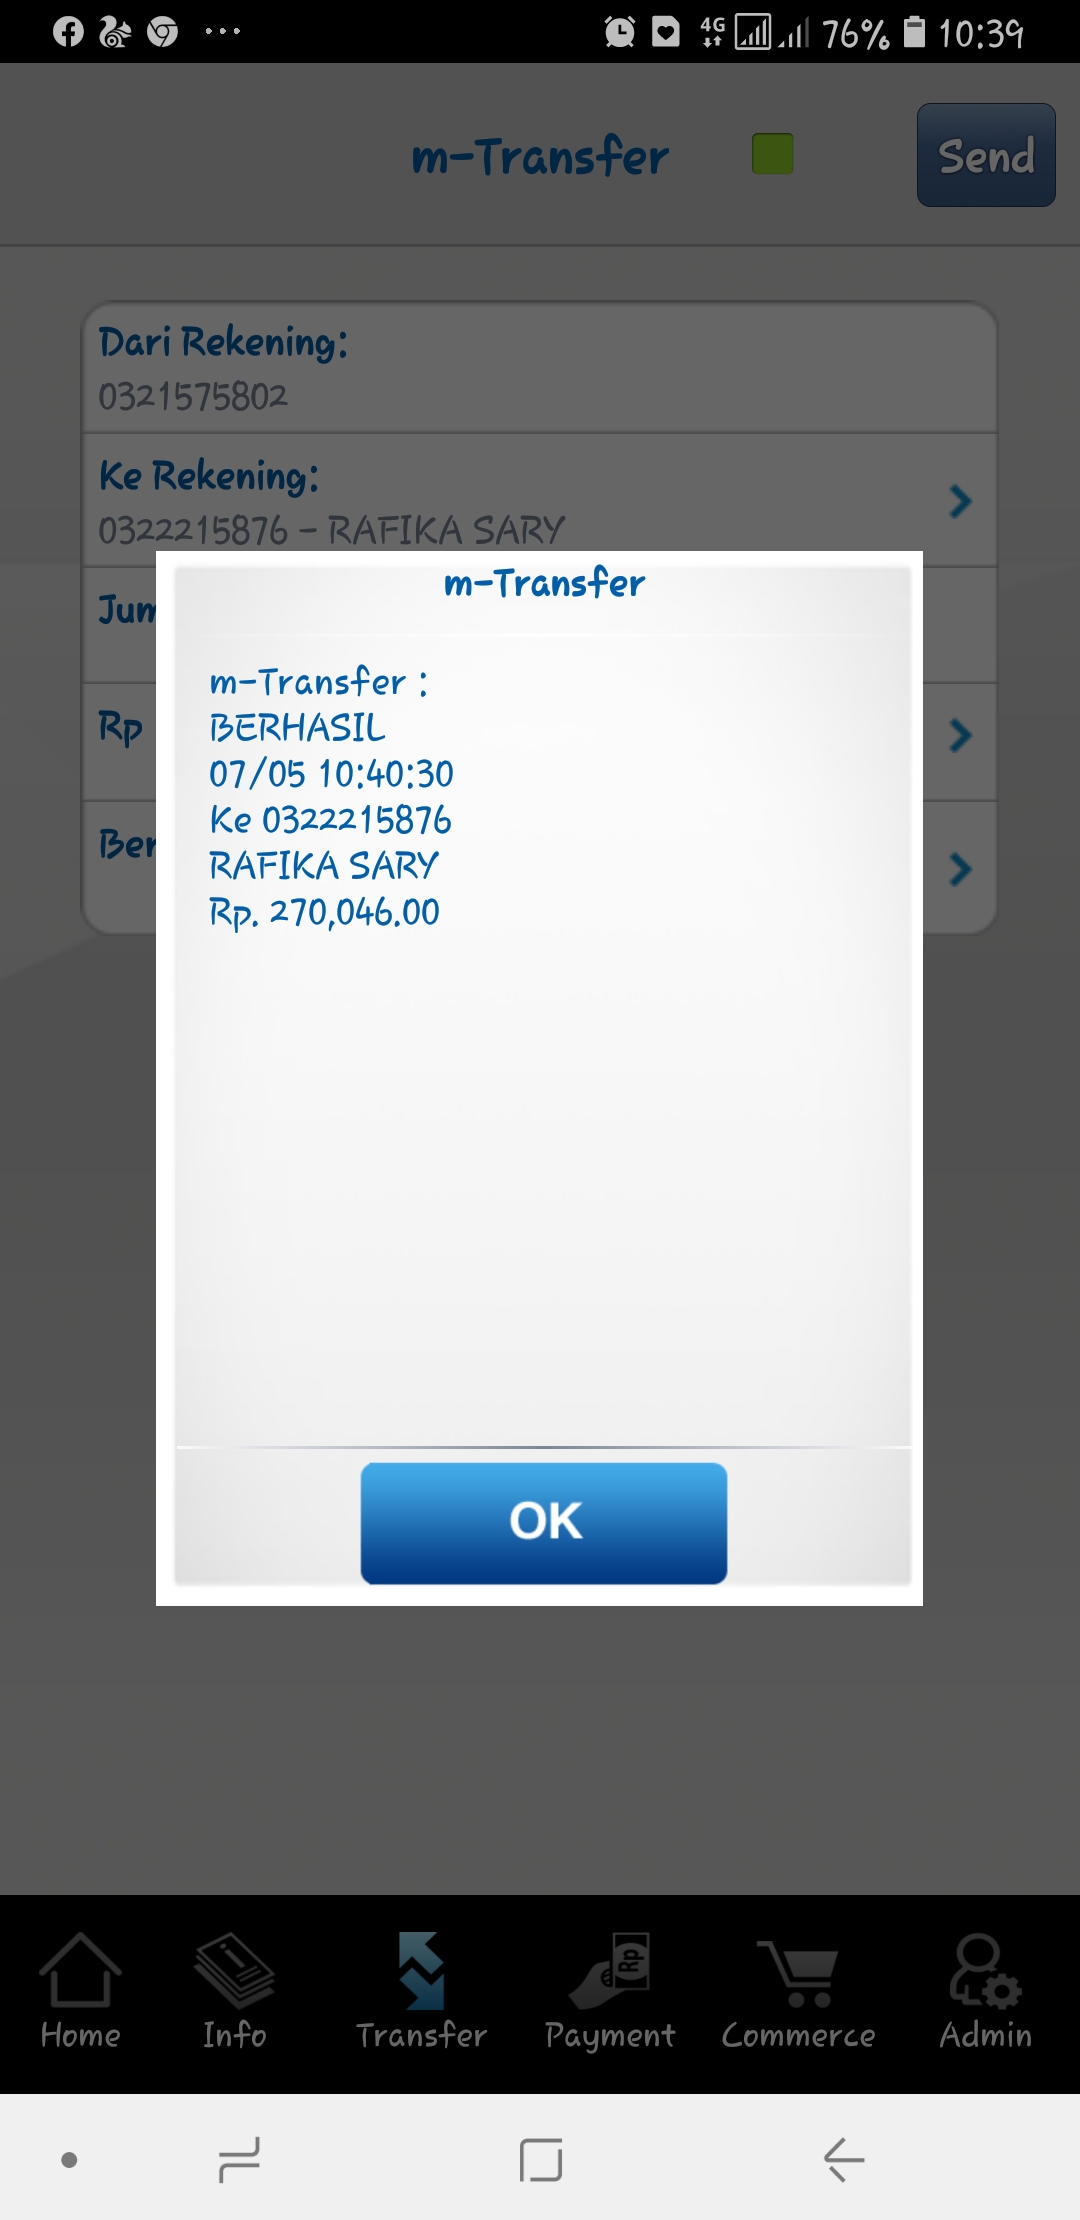 4G 76% 10:39
m-Transfer
Send
Dari Rekening:
0321575802
Ke Rekening:
0322215876 - RAFIKA SARY
Rp
m-Transfer
m-Transfer :
BERHASIL
07/05 10:40:30
Ke 0322215876
RAFIKA SARY
Rp. 270,046.00
OK
Rp
Home Info Transfer Payment Commerce Admin